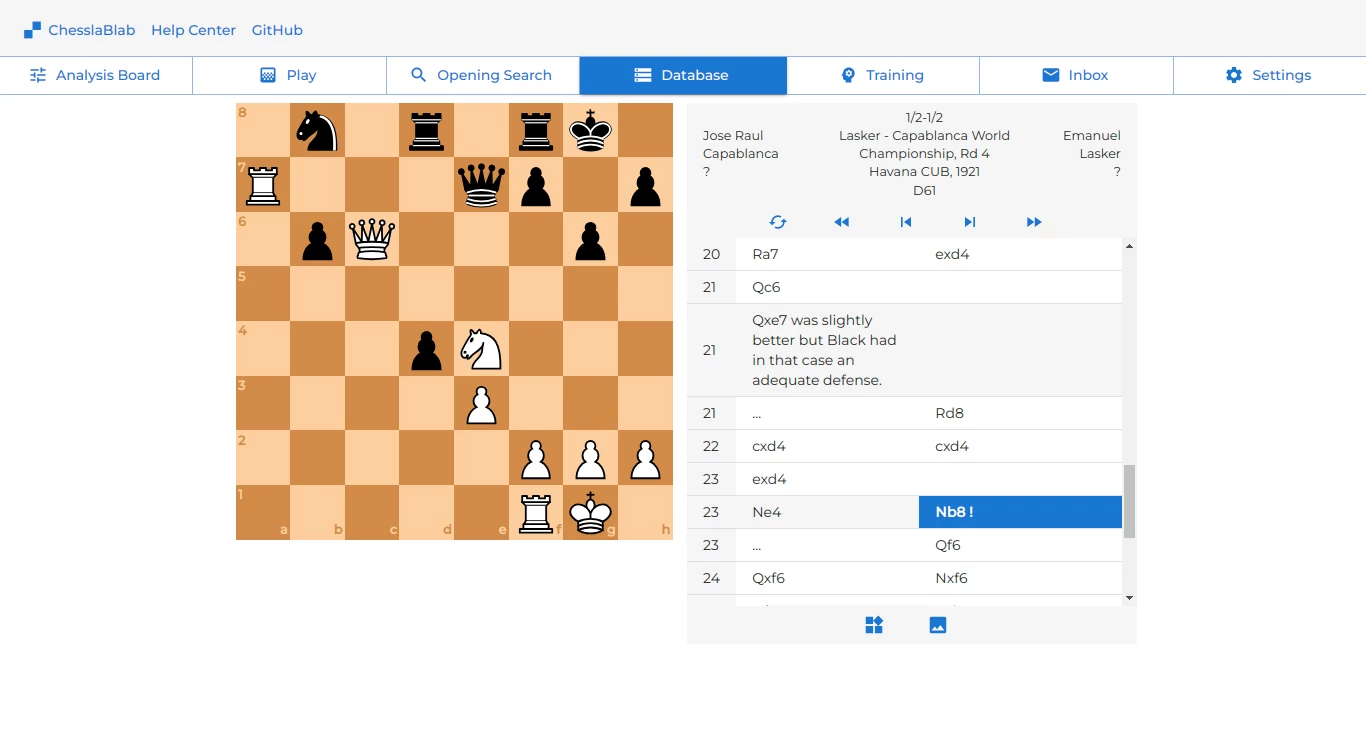 ChesslaBlab Help Center GitHub
Analysis Board Play Opening Search Database Training Inbox Settings
8
7
6
5
4
3
2
1
a b c d e f g h
1/2-1/2
Jose Raul
Capablanca
?
Lasker - Capablanca World
Championship, Rd 4
Havana CUB, 1921
D61
Emanuel
Lasker
?
20 Ra7 exd4
21 Qc6
21 Qxe7 was slightly
better but Black had
in that case an
adequate defense.
21 ... Rd8
22 cxd4 cxd4
23 exd4
23 Ne4 Nb8 !
23 ... Qf6
24 Qxf6 Nxf6